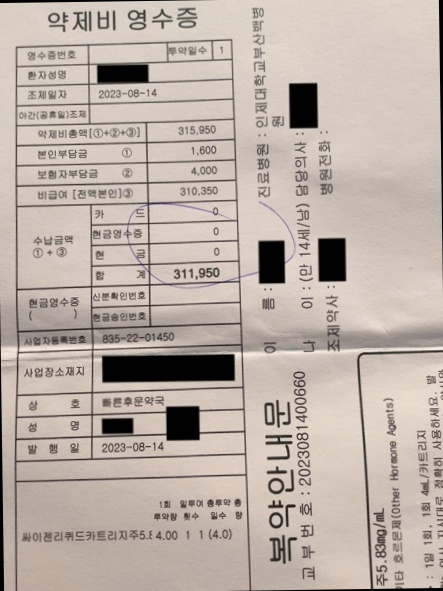 약제비 영수증
영수증번호 투약일수 1
환자성명
조제일자 2023-08-14
야간(공휴일)조제
약제비총액[①+②+③] 315,950
본인부담금 ① 1,600
보험자부담금 ② 4,000
비급여 [전액본인]③ 310,350
수납금액 ①+③
카 드 0
현금영수증 0
현 금 0
합 계 311,950
현금영수증 ( )
신분확인번호
현금승인번호
사업자등록번호 835-22-01450
사업장소재지
상 호 빠른후문약국
성 명
발 행 일 2023-08-14
1회 일투여 총투약 총
투약량 횟수 일수 량
싸이젠리퀴드카트리지주5.8 4.00 1 1 (4.0)
복약안내문
교부번호:2023081400660
이 름:
진료병원:인제대학교부산백병원
나 이:(만 14세/남)
담당의사:
조제약사:
병원전화:
주5.83mg/mL
기타 호르몬제(Other Hormone Agents)
: 1일 1회, 1회 4mL/카트리지